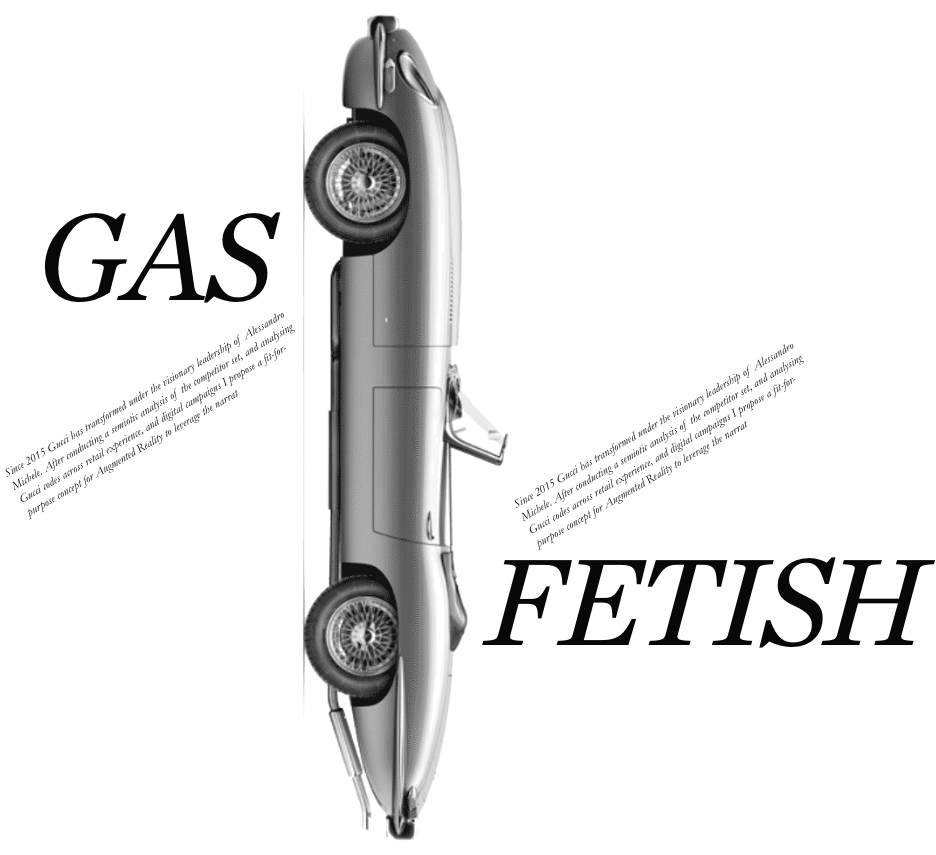 GAS
Since 2015 Gucci has transformed under the visionary leadership of Alessandro
Michele. After conducting a semiotic analysis of the competitor set, and analysing
Gucci codes across retail experience, and digital campaigns I propose a fit-for-
purpose concept for Augmented Reality to leverage the narrat
Since 2015 Gucci has transformed under the visionary leadership of Alessandro
Michele. After conducting a semiotic analysis of the competitor set, and analysing
Gucci codes across retail experience, and digital campaigns I propose a fit-for-
purpose concept for Augmented Reality to leverage the narrat
FETISH